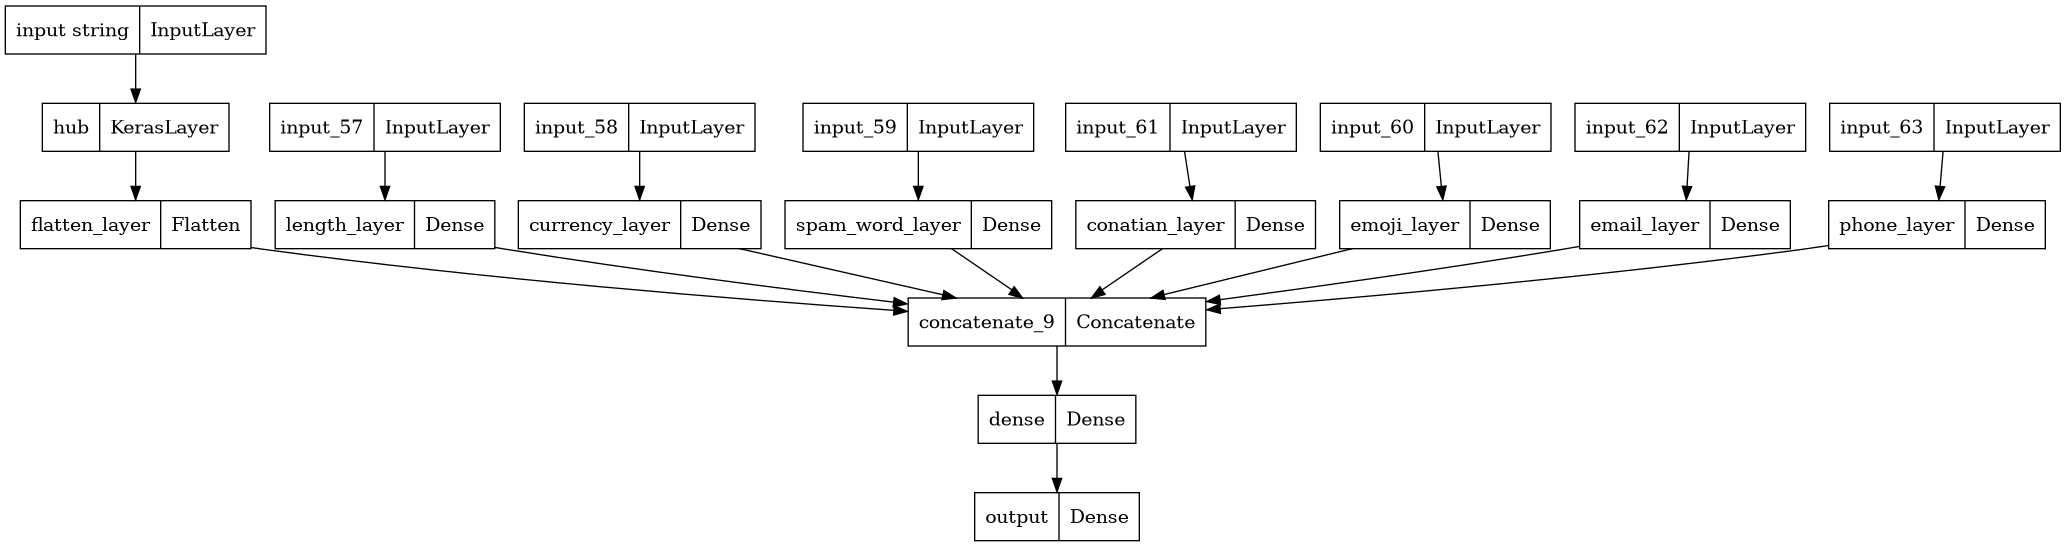 input string InputLayer
hub KerasLayer input_57 InputLayer input_58 InputLayer input_59 InputLayer input_61 InputLayer input_60 InputLayer input_62 InputLayer input_63 InputLayer
flatten_layer Flatten length_layer Dense currency_layer Dense spam_word_layer Dense conatian_layer Dense emoji_layer Dense email_layer Dense phone_layer Dense
concatenate_9 Concatenate
dense Dense
output Dense